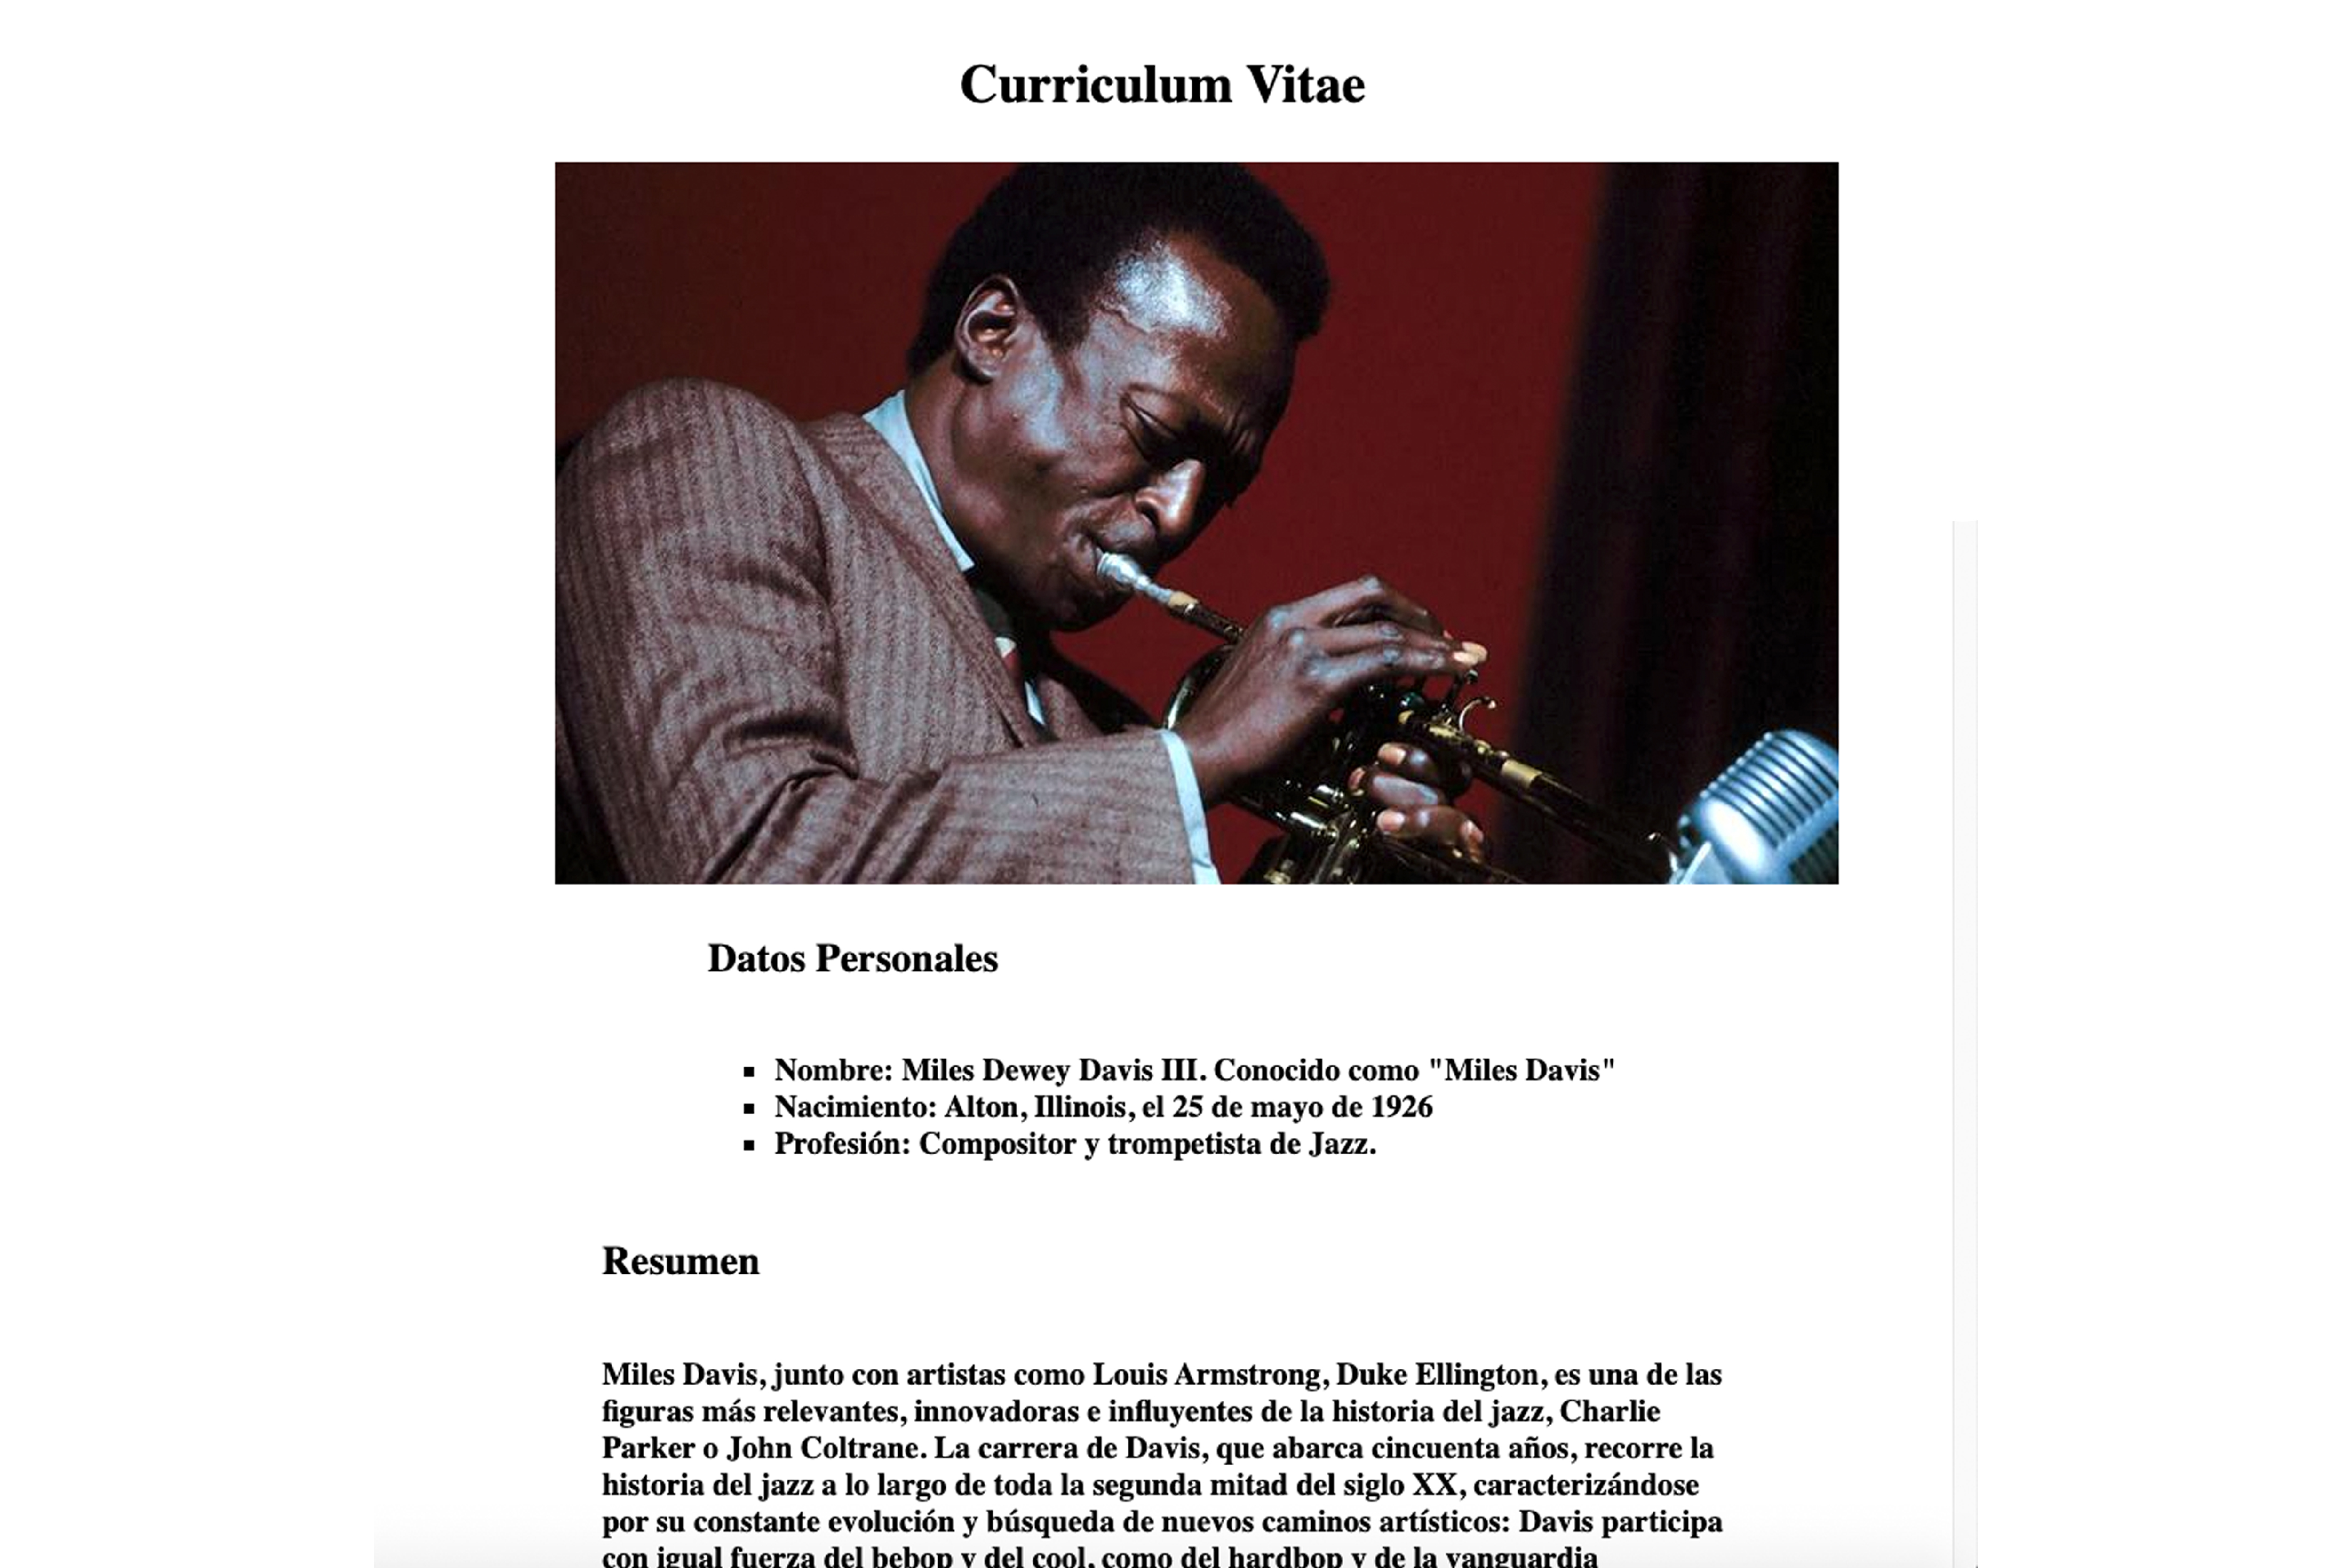 Curriculum Vitae
Datos Personales
▪ Nombre: Miles Dewey Davis III. Conocido como "Miles Davis"
▪ Nacimiento: Alton, Illinois, el 25 de mayo de 1926
▪ Profesión: Compositor y trompetista de Jazz.
Resumen
Miles Davis, junto con artistas como Louis Armstrong, Duke Ellington, es una de las
figuras más relevantes, innovadoras e influyentes de la historia del jazz, Charlie
Parker o John Coltrane. La carrera de Davis, que abarca cincuenta años, recorre la
historia del jazz a lo largo de toda la segunda mitad del siglo XX, caracterizándose
por su constante evolución y búsqueda de nuevos caminos artísticos: Davis participa
con igual fuerza del bebop y del cool, como del hardbop y de la vanguardia